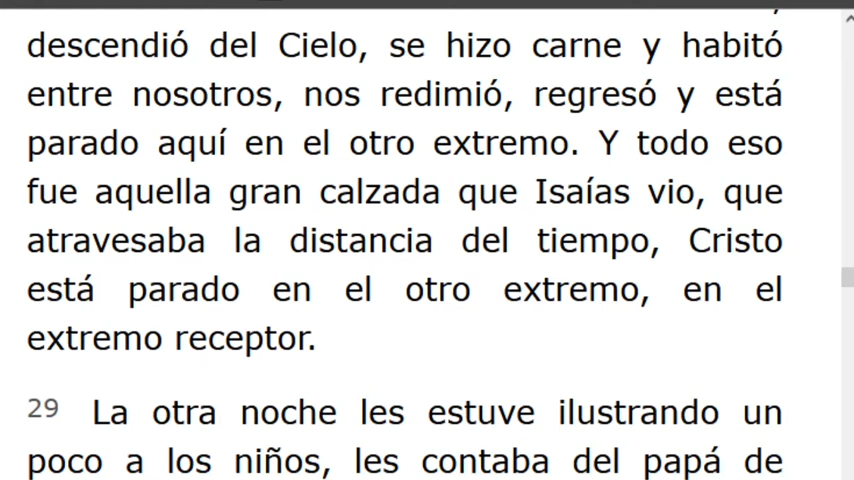 descendió del Cielo, se hizo carne y habitó
entre nosotros, nos redimió, regresó y está
parado aquí en el otro extremo. Y todo eso
fue aquella gran calzada que Isaías vio, que
atravesaba la distancia del tiempo, Cristo
está parado en el otro extremo, en el
extremo receptor.
29 La otra noche les estuve ilustrando un
poco a los niños, les contaba del papá de